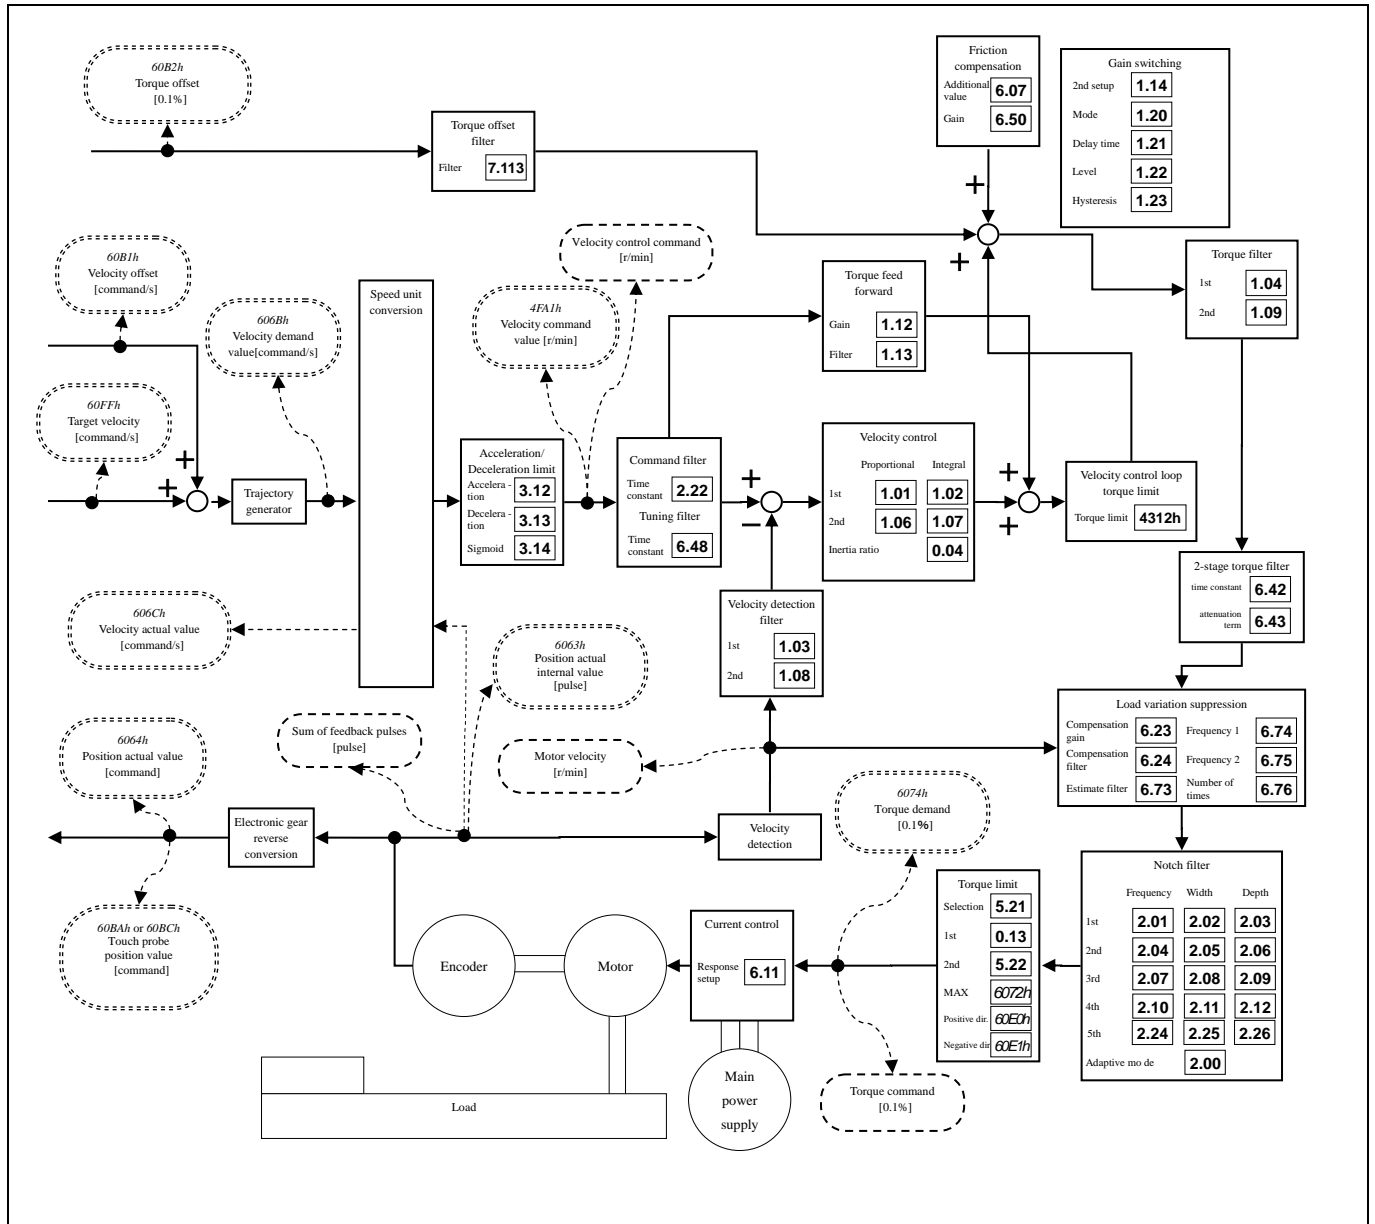 60B2h
Torque offset
[0.1%]
Torque offset
filter
Filter 7.113
Friction
compensation
Additional
value 6.07
Gain 6.50
Gain switching
2nd setup 1.14
Mode 1.20
Delay time 1.21
Level 1.22
Hysteresis 1.23
+
+
60B1h
Velocity offset
[command/s]
606Bh
Velocity demand
value[command/s]
60FFh
Target velocity
[command/s]
+
+
Trajectory
generator
Speed unit
conversion
4FA1h
Velocity command
value [r/min]
Velocity control command
[r/min]
Acceleration/
Deceleration limit
Accelera -
tion 3.12
Decelera -
tion 3.13
Sigmoid 3.14
Command filter
Time
constant 2.22
Tuning filter
Time
constant 6.48
+
−
Torque feed
forward
Gain 1.12
Filter 1.13
Velocity control
Proportional Integral
1st 1.01 1.02
2nd 1.06 1.07
Inertia ratio 0.04
+
+
Velocity control loop
torque limit
Torque limit 4312h
Torque filter
1st 1.04
2nd 1.09
2-stage torque filter
time constant 6.42
attenuation
term 6.43
606Ch
Velocity actual value
[command/s]
6063h
Position actual
internal value
[pulse]
Velocity detection
filter
1st 1.03
2nd 1.08
Load variation suppression
Compensation
gain 6.23 Frequency 1 6.74
Compensation
filter 6.24 Frequency 2 6.75
Estimate filter 6.73 Number of
times 6.76
6064h
Position actual value
[command]
Sum of feedback pulses
[pulse]
Motor velocity
[r/min]
6074h
Torque demand
[0.1%]
Electronic gear
reverse
conversion
Velocity
detection
60BAh or 60BCh
Touch probe
position value
[command]
Encoder
Motor
Current control
Response
setup 6.11
Torque limit
Selection 5.21
1st 0.13
2nd 5.22
MAX 6072h
Positive dir. 60E0h
Negative dir 60E1h
Notch filter
Frequency Width Depth
1st 2.01 2.02 2.03
2nd 2.04 2.05 2.06
3rd 2.07 2.08 2.09
4th 2.10 2.11 2.12
5th 2.24 2.25 2.26
Adaptive mo de 2.00
Load
Main
power
supply
Torque command
[0.1%]